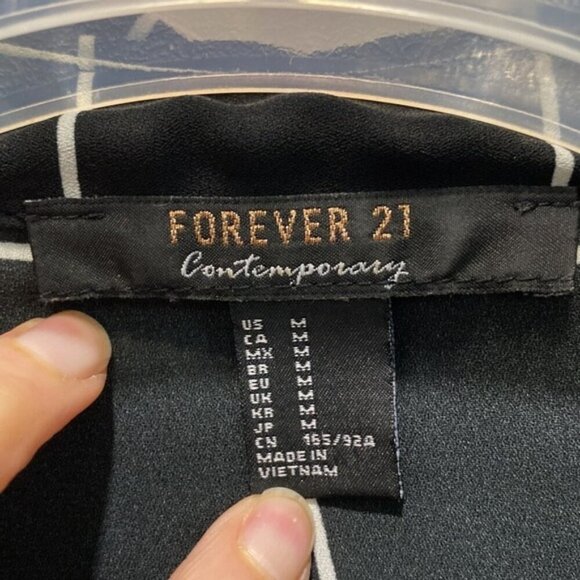 FOREVER 21
Contemporary
US M
CA M
MX M
BR M
EU M
UK M
KR M
JP M
CN 165/92A
MADE IN
VIETNAM